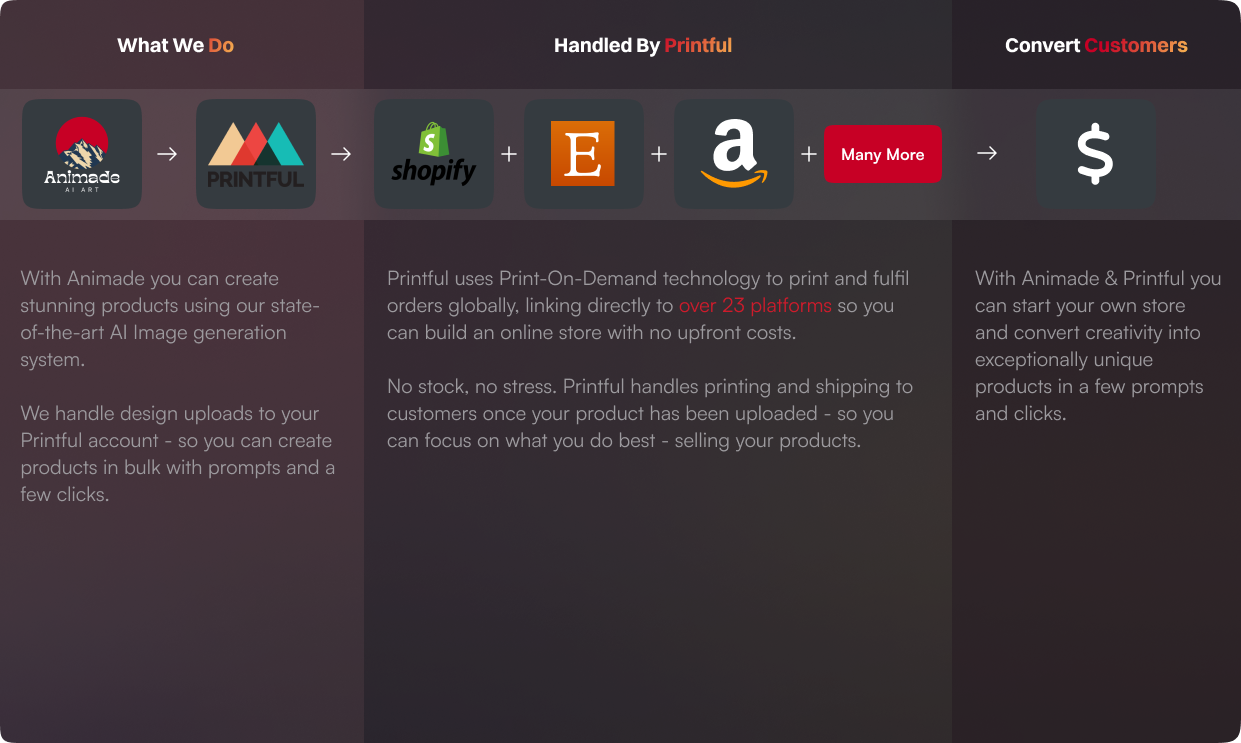 What We Do
Handled By Printful
Convert Customers
Animade
AI ART
PRINTFUL
S
shopify
E
a
Many More
$
With Animade you can create
stunning products using our state-
of-the-art AI Image generation
system.
We handle design uploads to your
Printful account - so you can create
products in bulk with prompts and a
few clicks.
Printful uses Print-On-Demand technology to print and fulfil
orders globally, linking directly to over 23 platforms so you
can build an online store with no upfront costs.
No stock, no stress. Printful handles printing and shipping to
customers once your product has been uploaded - so you
can focus on what you do best - selling your products.
With Animade & Printful you
can start your own store
and convert creativity into
exceptionally unique
products in a few prompts
and clicks.